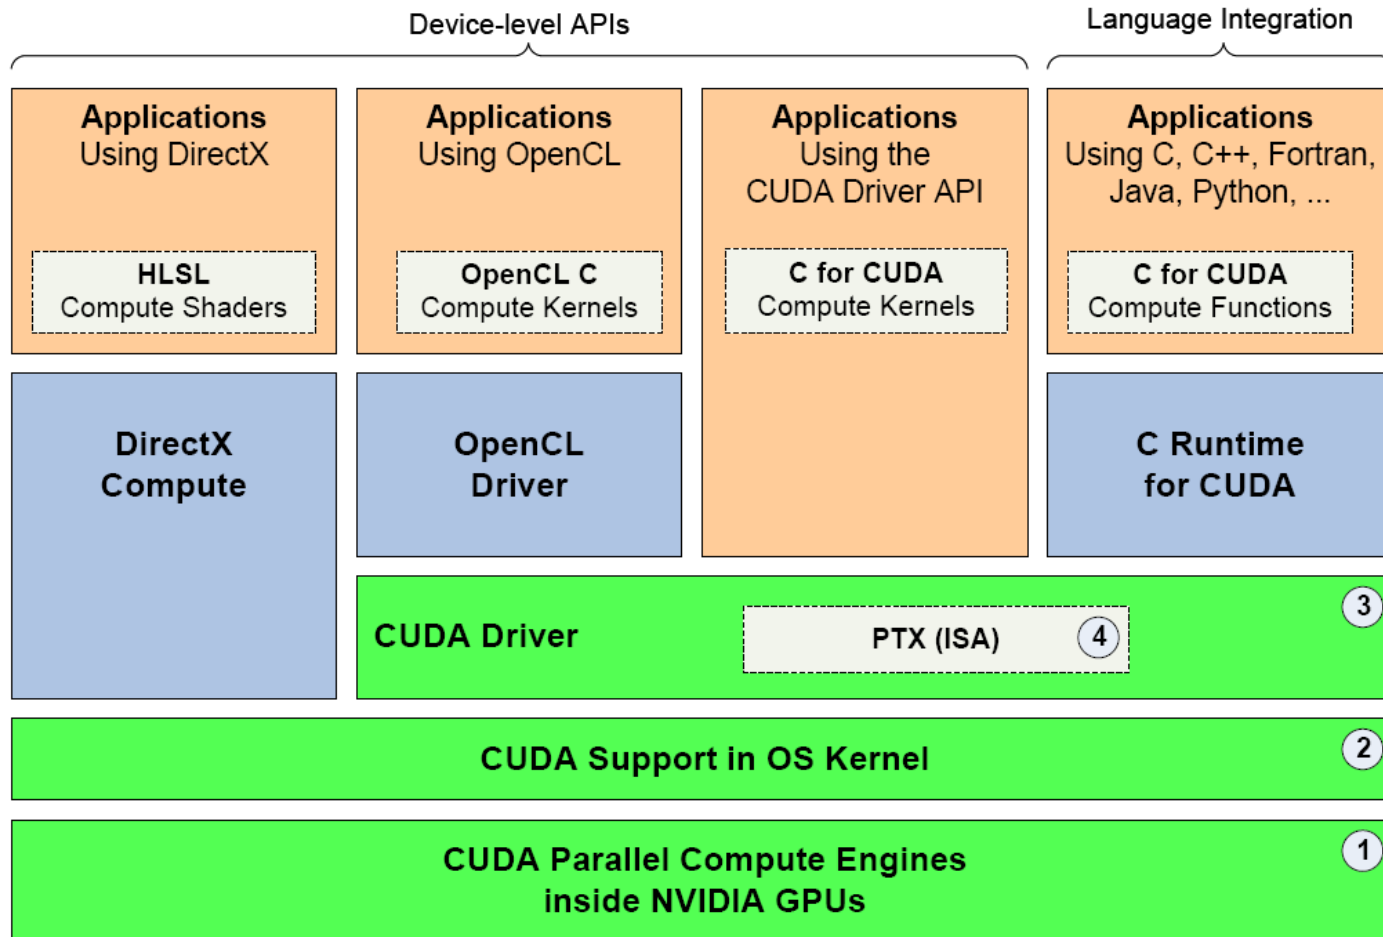 Device-level APIs
Language Integration
Applications
Using DirectX
HLSL
Compute Shaders
Applications
Using OpenCL
OpenCL C
Compute Kernels
Applications
Using the
CUDA Driver API
C for CUDA
Compute Kernels
Applications
Using C, C++, Fortran,
Java, Python, ...
C for CUDA
Compute Functions
DirectX
Compute
OpenCL
Driver
C Runtime
for CUDA
CUDA Driver
PTX (ISA)
4
3
CUDA Support in OS Kernel
2
CUDA Parallel Compute Engines
inside NVIDIA GPUs
1